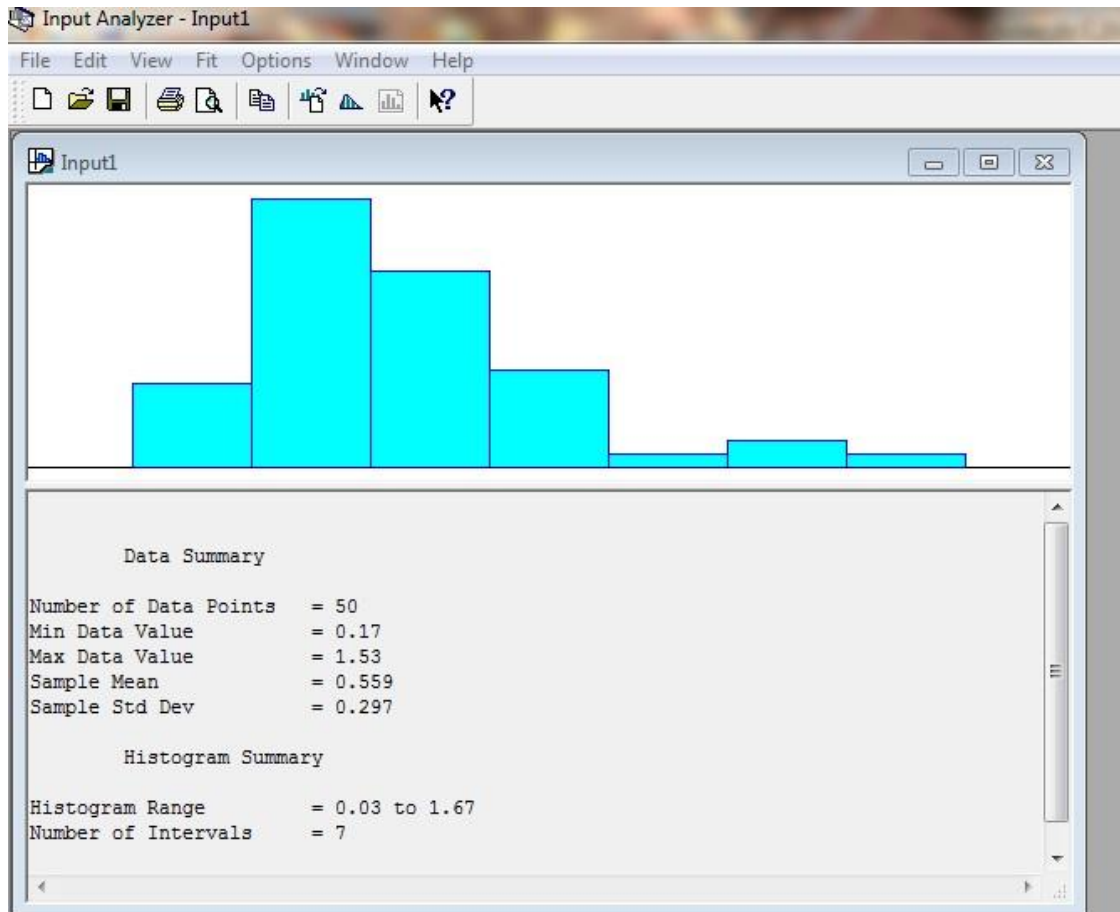 Input Analyzer - Input1
File Edit View Fit Options Window Help
Input1
Data Summary
Number of Data Points = 50
Min Data Value = 0.17
Max Data Value = 1.53
Sample Mean = 0.559
Sample Std Dev = 0.297
Histogram Summary
Histogram Range = 0.03 to 1.67
Number of Intervals = 7